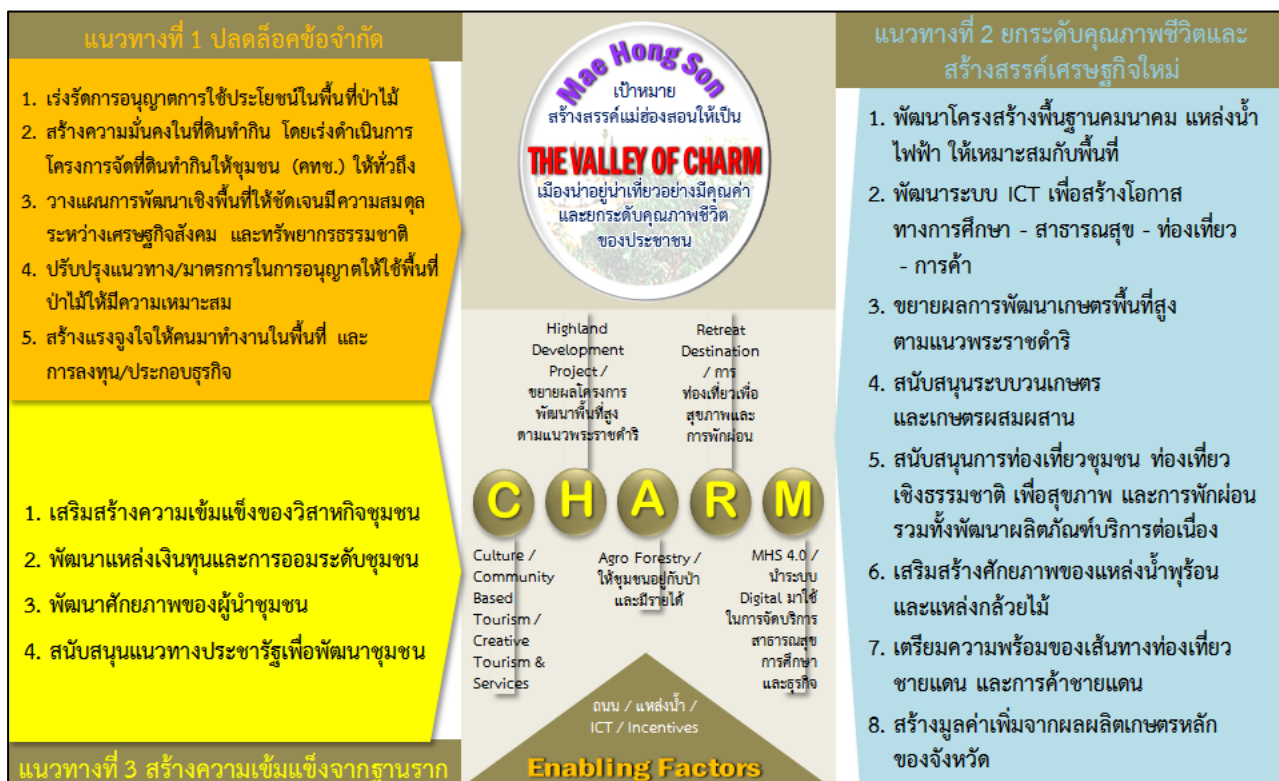 แนวทางที่ 1 ปลดล็อคข้อจำกัด
1. เร่งรัดการอนุญาตการใช้ประโยชน์ในพื้นที่ป่าไม้
2. สร้างความมั่นคงในที่ดินทำกิน โดยเร่งดำเนินการ
โครงการจัดที่ดินทำกินให้ชุมชน (คทช.) ให้ทั่วถึง
3. วางแผนการพัฒนาเชิงพื้นที่ให้ชัดเจนมีความสมดุล
ระหว่างเศรษฐกิจสังคม และทรัพยากรธรรมชาติ
4. ปรับปรุงแนวทาง/มาตรการในการอนุญาตให้ใช้พื้นที่
ป่าไม้ให้มีความเหมาะสม
5. สร้างแรงจูงใจให้คนมาทำงานในพื้นที่ และ
การลงทุน/ประกอบธุรกิจ
1. เสริมสร้างความเข้มแข็งของวิสาหกิจชุมชน
2. พัฒนาแหล่งเงินทุนและการออมระดับชุมชน
3. พัฒนาศักยภาพของผู้นำชุมชน
4. สนับสนุนแนวทางประชารัฐเพื่อพัฒนาชุมชน
แนวทางที่ 3 สร้างความเข้มแข็งจากฐานราก
Mae Hong Son
เป้าหมาย
สร้างสรรค์แม่ฮ่องสอนให้เป็น
THE VALLEY OF CHARM
เมืองน่าอยู่น่าเที่ยวอย่างมีคุณค่า
และยกระดับคุณภาพชีวิต
ของประชาชน
Highland
Development
Project /
ขยายผลโครงการ
พัฒนาพื้นที่สูง
ตามแนวพระราชดำริ
Retreat
Destination
/ การ
ท่องเที่ยวเพื่อ
สุขภาพและ
การพักผ่อน
C H A R M
Culture /
Community
Based
Tourism /
Creative
Tourism &
Services
Agro Forestry /
ให้ชุมชนอยู่กับป่า
และมีรายได้
MHS 4.0 /
นำระบบ
Digital มาใช้
ในการจัดบริการ
สาธารณสุข
การศึกษา
และธุรกิจ
ถนน / แหล่งน้ำ /
ICT / Incentives
Enabling Factors
แนวทางที่ 2 ยกระดับคุณภาพชีวิตและ
สร้างสรรค์เศรษฐกิจใหม่
1. พัฒนาโครงสร้างพื้นฐานคมนาคม แหล่งน้ำ
ไฟฟ้า ให้เหมาะสมกับพื้นที่
2. พัฒนาระบบ ICT เพื่อสร้างโอกาส
ทางการศึกษา - สาธารณสุข - ท่องเที่ยว
- การค้า
3. ขยายผลการพัฒนาเกษตรพื้นที่สูง
ตามแนวพระราชดำริ
4. สนับสนุนระบบวนเกษตร
และเกษตรผสมผสาน
5. สนับสนุนการท่องเที่ยวชุมชน ท่องเที่ยว
เชิงธรรมชาติ เพื่อสุขภาพ และการพักผ่อน
รวมทั้งพัฒนาผลิตภัณฑ์บริการต่อเนื่อง
6. เสริมสร้างศักยภาพของแหล่งน้ำพุร้อน
และแหล่งกล้วยไม้
7. เตรียมความพร้อมของเส้นทางท่องเที่ยว
ชายแดน และการค้าชายแดน
8. สร้างมูลค่าเพิ่มจากผลผลิตเกษตรหลัก
ของจังหวัด